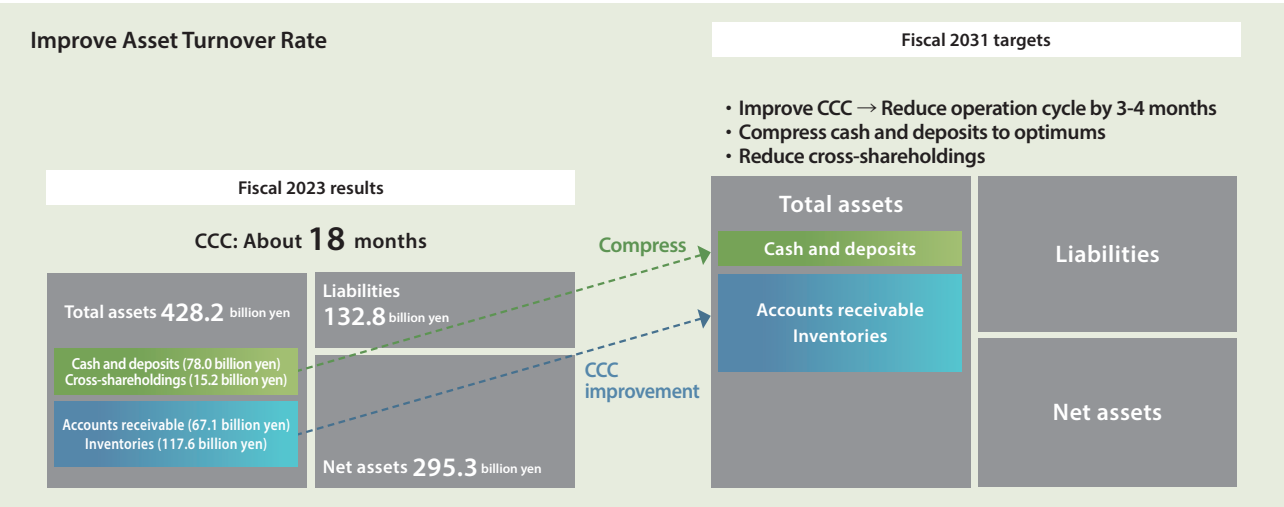 Improve Asset Turnover Rate
Fiscal 2023 results
CCC: About 18 months
Total assets 428.2 billion yen
Cash and deposits (78.0 billion yen)
Cross-shareholdings (15.2 billion yen)
Accounts receivable (67.1 billion yen)
Inventories (117.6 billion yen)
Liabilities
132.8 billion yen
Net assets 295.3 billion yen
Compress
CCC
improvement
Fiscal 2031 targets
・Improve CCC → Reduce operation cycle by 3-4 months
・Compress cash and deposits to optimums
・Reduce cross-shareholdings
Total assets
Cash and deposits
Accounts receivable
Inventories
Liabilities
Net assets